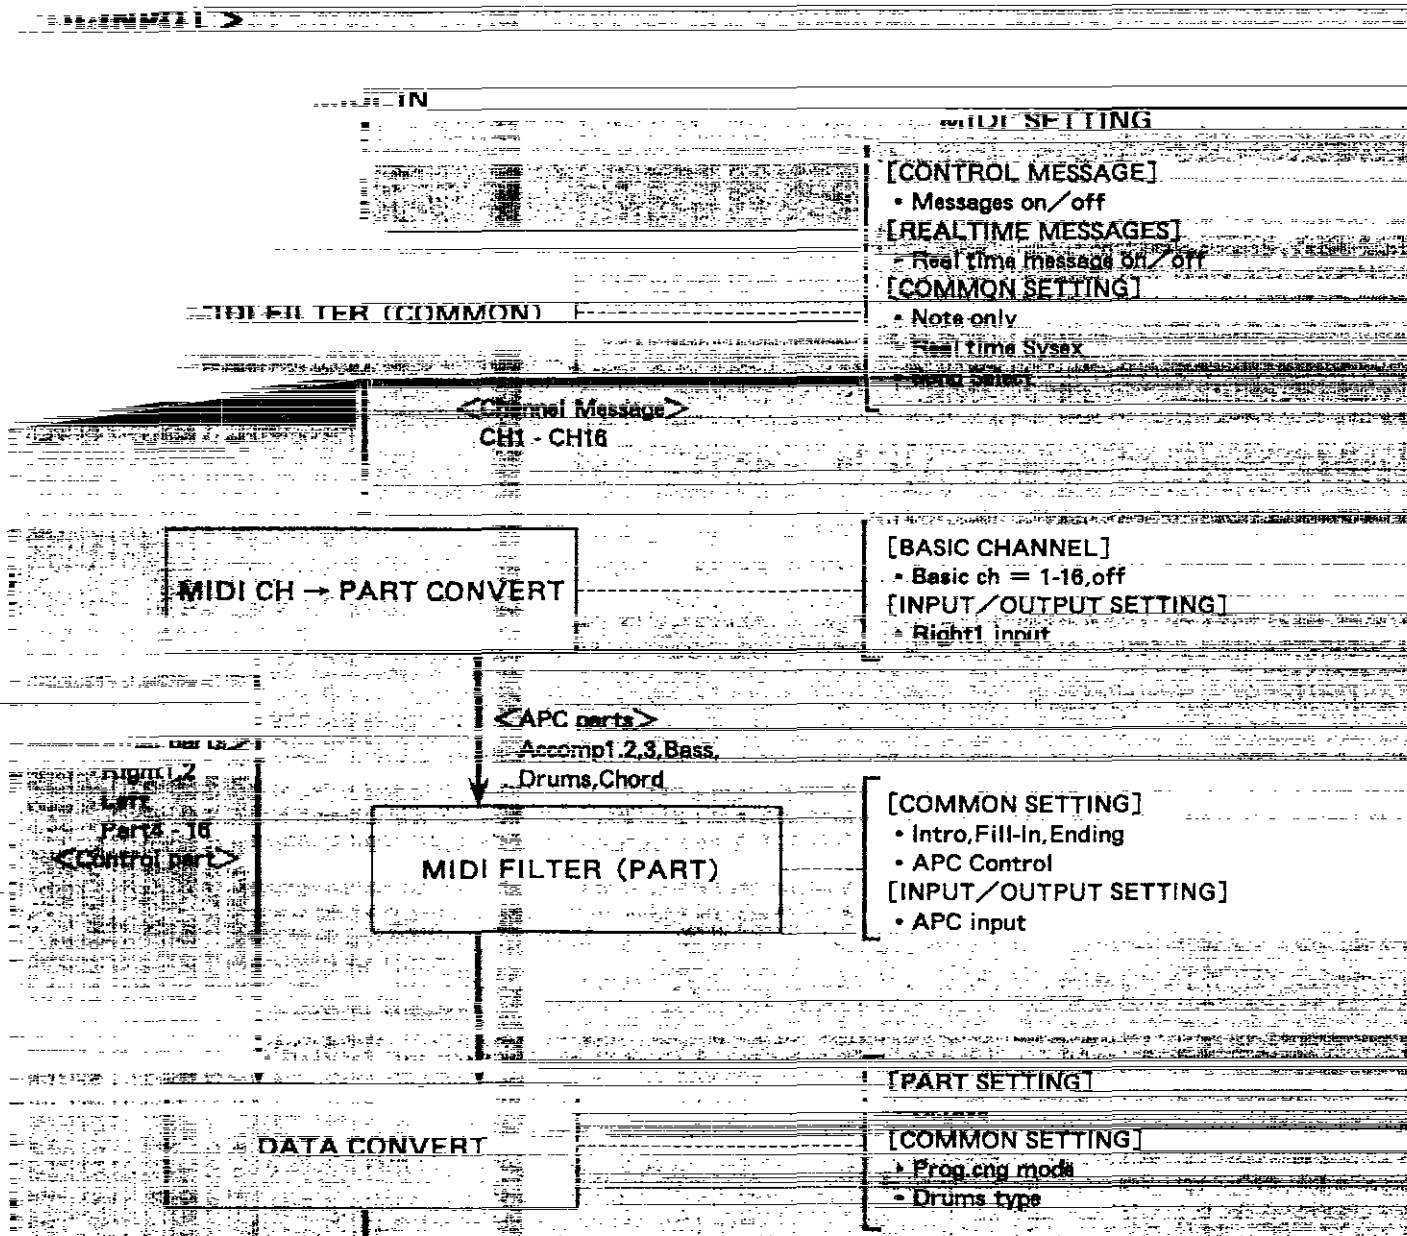 IN
MIDI SETTING
[CONTROL MESSAGE]
• Messages on/off
[REALTIME MESSAGES]
• Real time message on/off
[COMMON SETTING]
• Note only
• Real time Sysex
FILTER (COMMON)
<Channel Message>
CH1 - CH16
MIDI CH → PART CONVERT
[BASIC CHANNEL]
• Basic ch = 1-16,off
[INPUT/OUTPUT SETTING]
• Right1 input
<APC parts>
Accomp1,2,3,Bass,
Drums,Chord
Right1,2
Left
Part4 - 16
<Control part>
MIDI FILTER (PART)
[COMMON SETTING]
• Intro,Fill-In,Ending
• APC Control
[INPUT/OUTPUT SETTING]
• APC input
DATA CONVERT
[PART SETTING]
[COMMON SETTING]
• Prog.cng mode
• Drums type